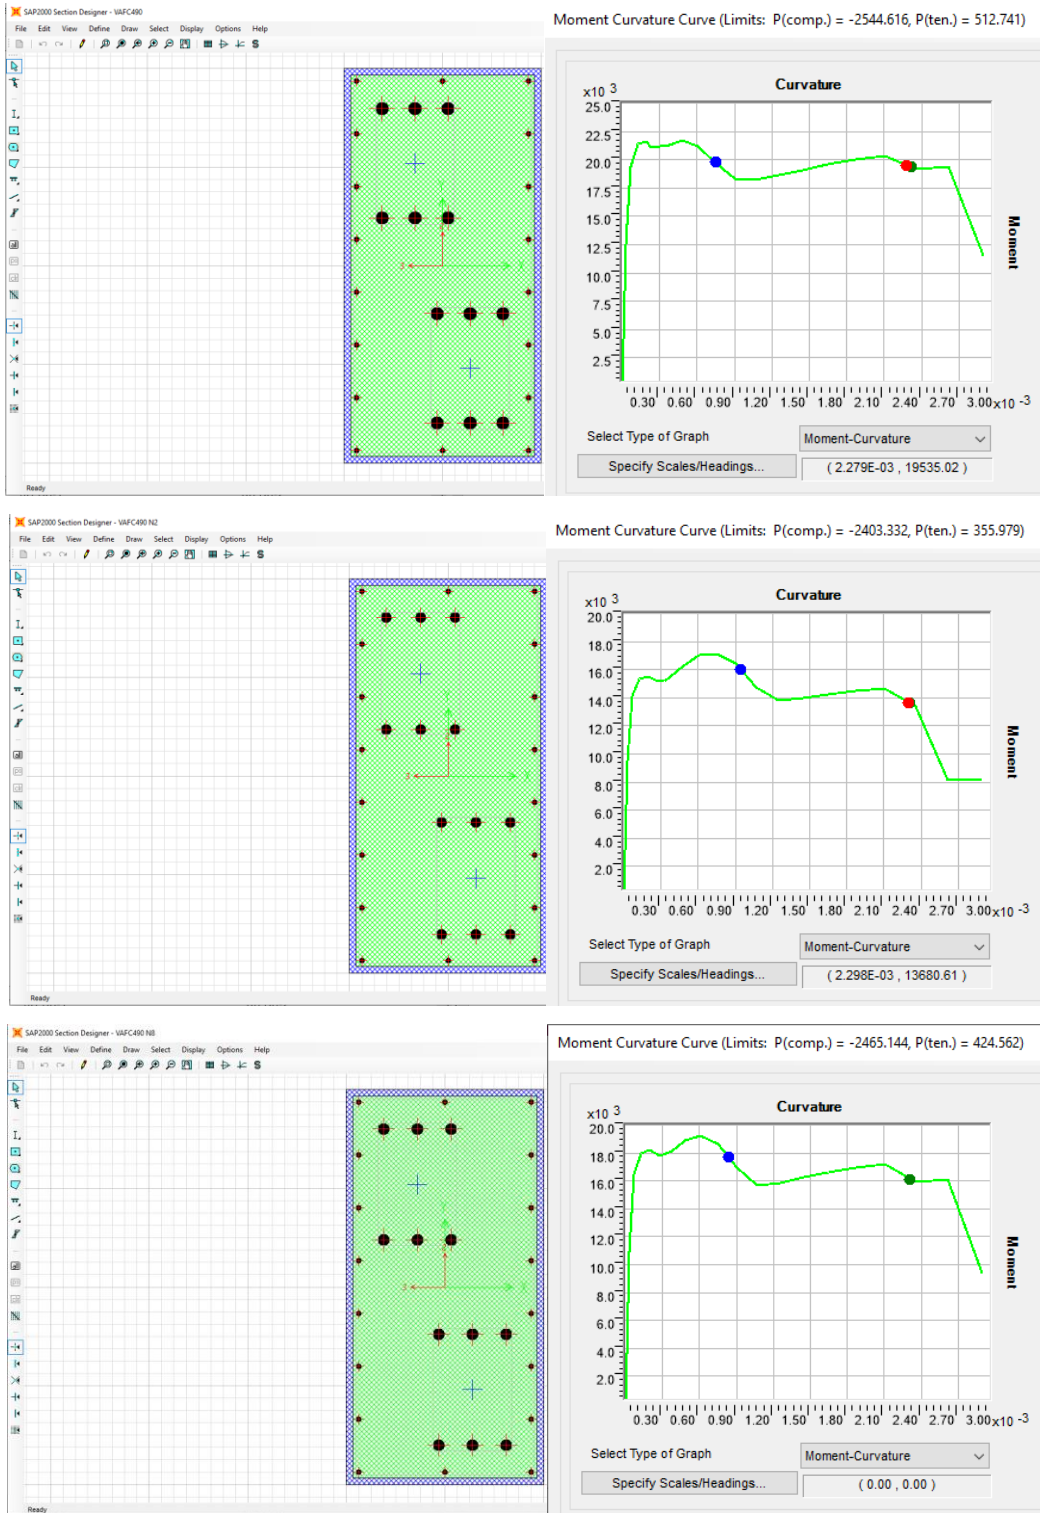 SAP2000 Section Designer - VAFC490
File Edit View Define Draw Select Display Options Help
Y
3
Y
Ready
Moment Curvature Curve (Limits: P(comp.) = -2544.616, P(ten.) = 512.741)
Curvature
x10 3
25.0
22.5
20.0
17.5
15.0
12.5
10.0
7.5
5.0
2.5
0.30 0.60 0.90 1.20 1.50 1.80 2.10 2.40 2.70 3.00 x10 -3
Moment
Select Type of Graph
Moment-Curvature
Specify Scales/Headings...
( 2.279E-03 , 19535.02 )
SAP2000 Section Designer - VAFC490 N2
File Edit View Define Draw Select Display Options Help
Y
3
Ready
Moment Curvature Curve (Limits: P(comp.) = -2403.332, P(ten.) = 355.979)
Curvature
x10 3
20.0
18.0
16.0
14.0
12.0
10.0
8.0
6.0
4.0
2.0
0.30 0.60 0.90 1.20 1.50 1.80 2.10 2.40 2.70 3.00 x10 -3
Moment
Select Type of Graph
Moment-Curvature
Specify Scales/Headings...
( 2.298E-03 , 13680.61 )
SAP2000 Section Designer - VAFC490 N8
File Edit View Define Draw Select Display Options Help
Y
3
Ready
Moment Curvature Curve (Limits: P(comp.) = -2465.144, P(ten.) = 424.562)
Curvature
x10 3
20.0
18.0
16.0
14.0
12.0
10.0
8.0
6.0
4.0
2.0
0.30 0.60 0.90 1.20 1.50 1.80 2.10 2.40 2.70 3.00 x10 -3
Moment
Select Type of Graph
Moment-Curvature
Specify Scales/Headings...
( 0.00 , 0.00 )